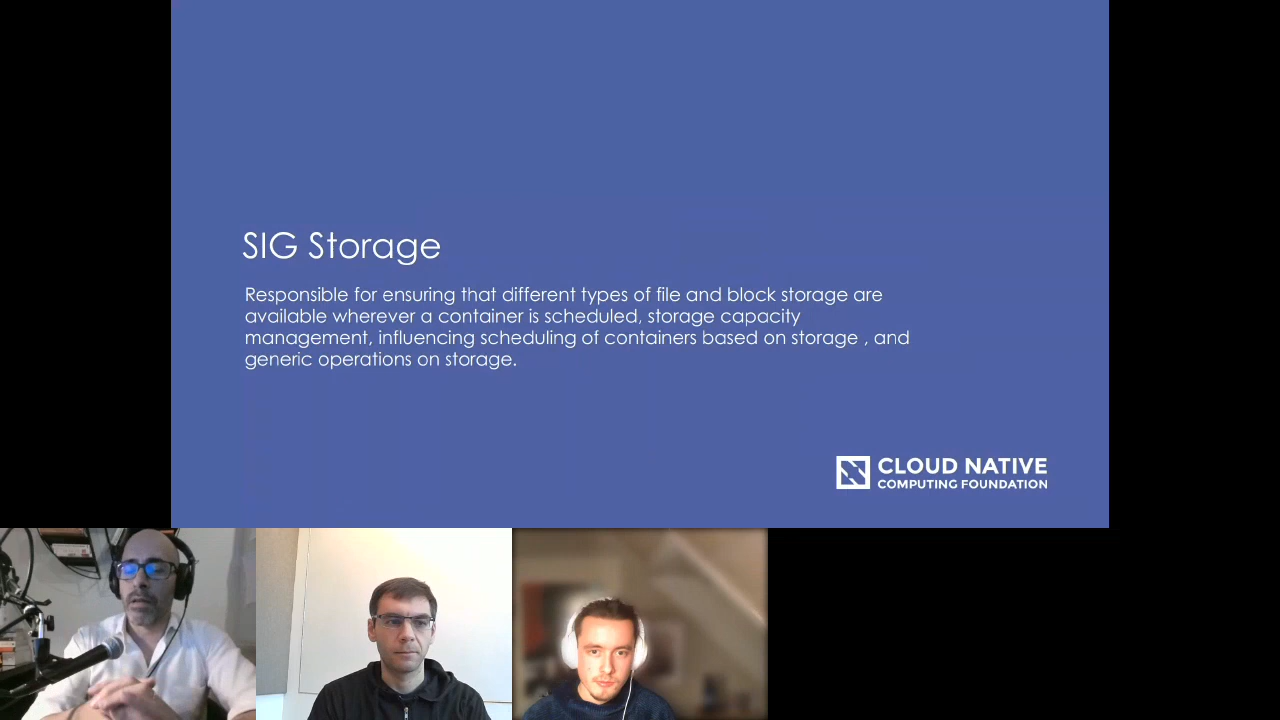 SIG Storage
Responsible for ensuring that different types of file and block storage are
available wherever a container is scheduled, storage capacity
management, influencing scheduling of containers based on storage , and
generic operations on storage.
CLOUD NATIVE
COMPUTING FOUNDATION